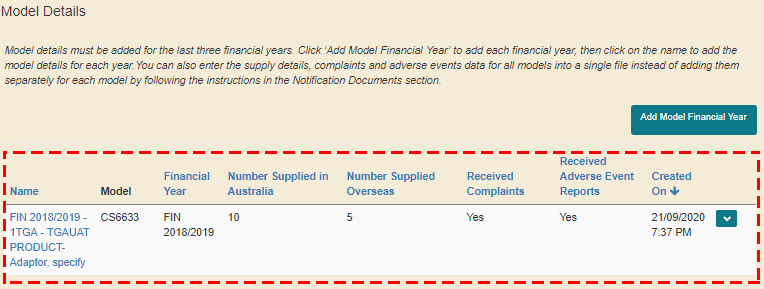 Model Details
Model details must be added for the last three financial years. Click 'Add Model Financial Year' to add each financial year, then click on the name to add the
model details for each year.You can also enter the supply details, complaints and adverse events data for all models into a single file instead of adding them
separately for each model by following the instructions in the Notification Documents section.
Add Model Financial Year
Name Model Financial Year Number Supplied in Australia Number Supplied Overseas Received Complaints Received Adverse Event Reports Created On
FIN 2018/2019 - CS6633 FIN 10 5 Yes Yes 21/09/2020
1TGA - TGAUAT 2018/2019 7:37 PM
PRODUCT-
Adaptor, specify